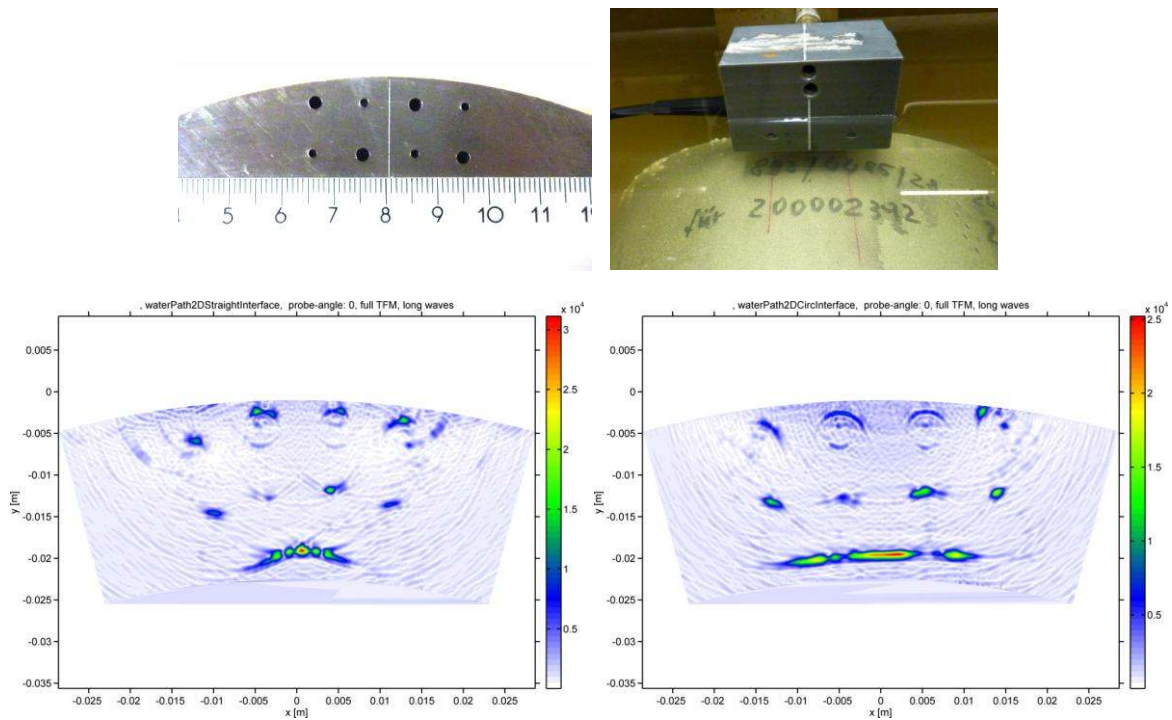 4 5 6 7 8 9 10 11 12
200002392
, waterPath2DStraightInterface, probe-angle: 0, full TFM, long waves
x 10⁴
0.005
0
-0.005
-0.01
-0.015
-0.02
-0.025
-0.03
-0.035
y [m]
-0.025 -0.02 -0.015 -0.01 -0.005 0 0.005 0.01 0.015 0.02 0.025
x [m]
3
2.5
2
1.5
1
0.5
, waterPath2DCircInterface, probe-angle: 0, full TFM, long waves
x 10⁴
0.005
0
-0.005
-0.01
-0.015
-0.02
-0.025
-0.03
-0.035
y [m]
-0.025 -0.02 -0.015 -0.01 -0.005 0 0.005 0.01 0.015 0.02 0.025
x [m]
2.5
2
1.5
1
0.5